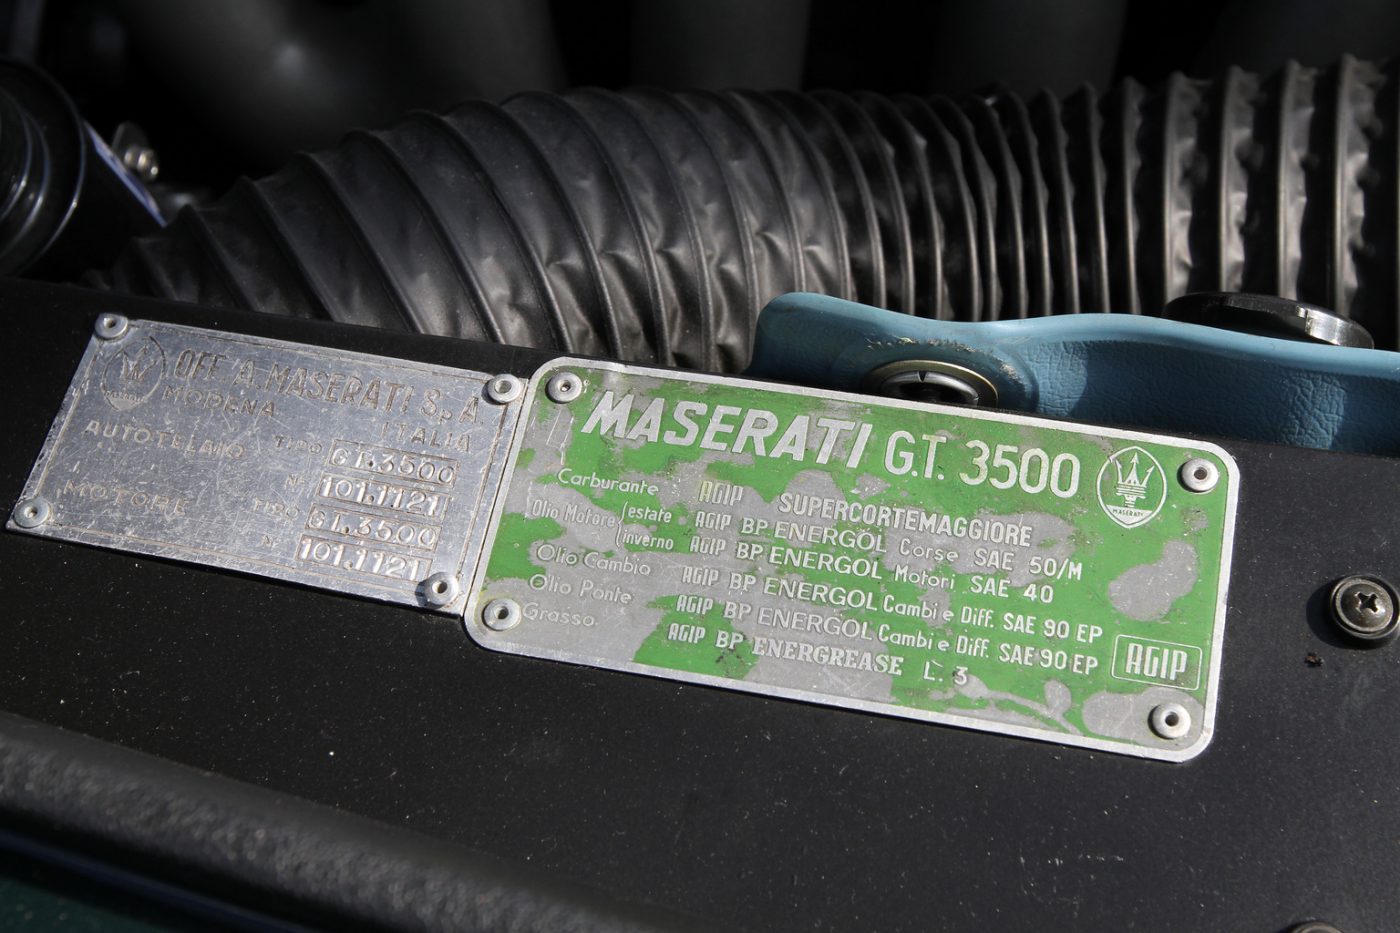 OFF. A. MASERATI S.p.A.
MODENA ITALIA
AUTOTELAIO TIPO GT.3500
N° 101.1121
MOTORE TIPO GT.3500
N° 101.1121
MASERATI G.T. 3500
MASERATI
Carburante AGIP SUPERCORTEMAGGIORE
Olio Motore estate AGIP BP ENERGOL Corse SAE 50/M
inverno AGIP BP ENERGOL Motori SAE 40
Olio Cambio AGIP BP ENERGOL Cambi e Diff. SAE 90 EP
Olio Ponte AGIP BP ENERGOL Cambi e Diff. SAE 90 EP
Grasso AGIP BP ENERGREASE L. 3
AGIP